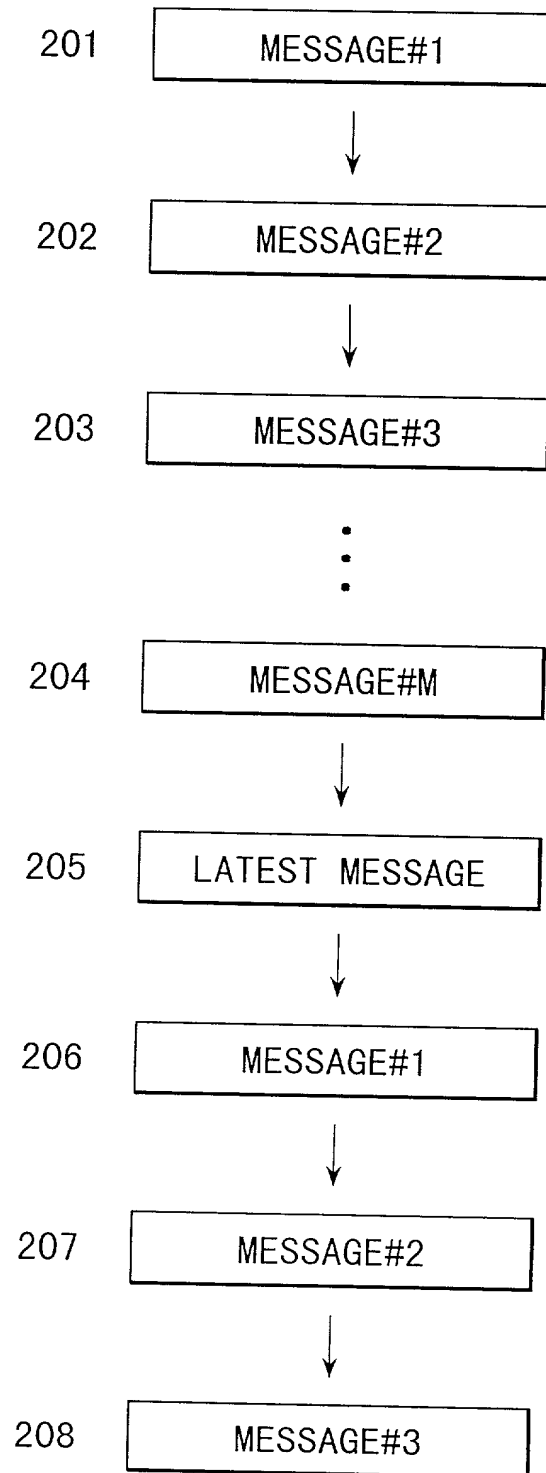 201 MESSAGE#1
202 MESSAGE#2
203 MESSAGE#3
204 MESSAGE#M
205 LATEST MESSAGE
206 MESSAGE#1
207 MESSAGE#2
208 MESSAGE#3